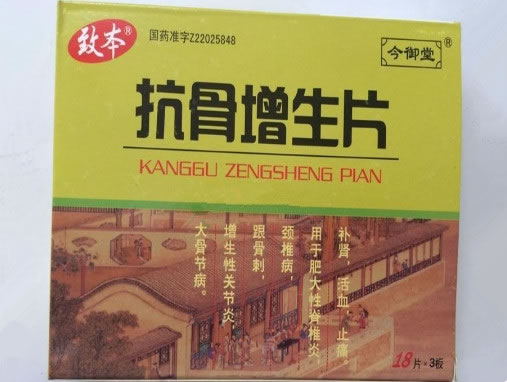 致本®
国药准字Z22025848
今御堂®
抗骨增生片
KANGGU ZENGSHENG PIAN
补肾，活血，止痛，
用于肥大性脊椎炎，
颈椎病，
跟骨刺，
增生性关节炎，
大骨节病。
18片×3板